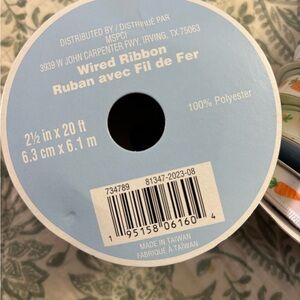 DISTRIBUTED BY / DISTRIBUÉ PAR
MSPCI
3939 W JOHN CARPENTER FWY, IRVING, TX 75063
Wired Ribbon
Ruban avec Fil de Fer
100% Polyester
2½ in x 20 ft
6.3 cm x 6.1 m
734789 81347-2023-08
1 95158 06160 4
MADE IN TAIWAN
FABRIQUÉ À TAIWAN